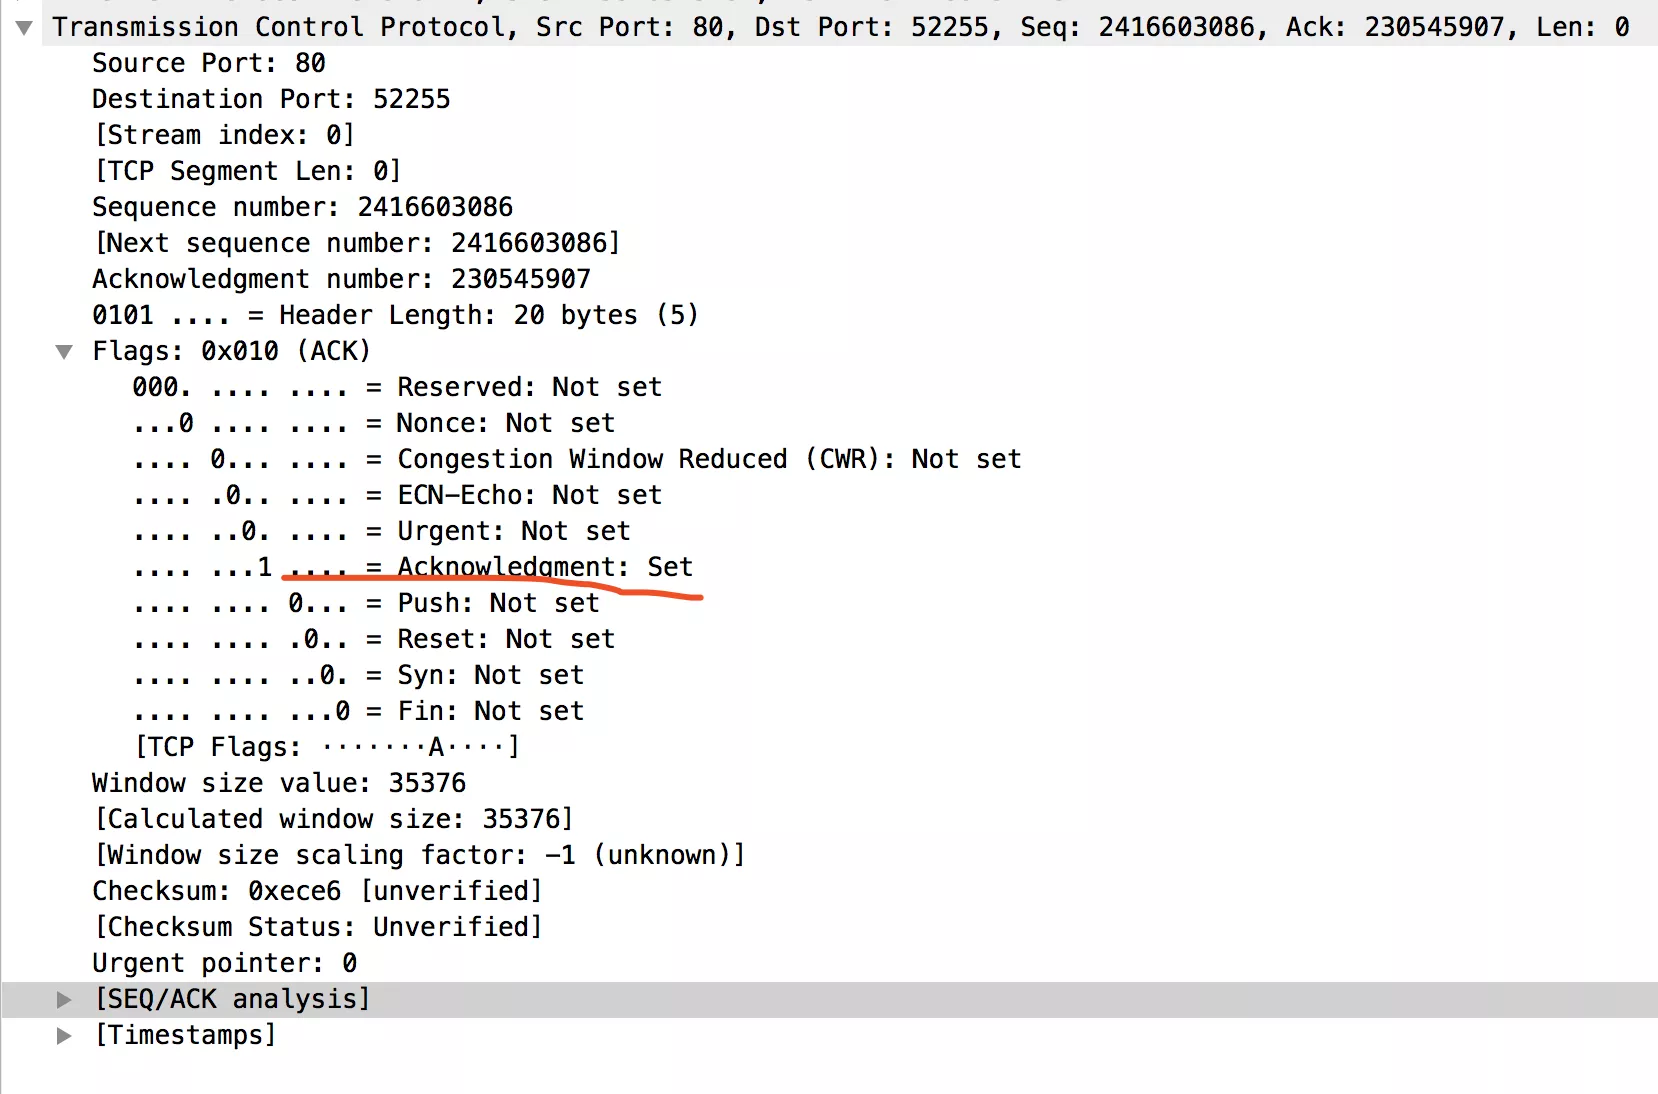 Transmission Control Protocol, Src Port: 80, Dst Port: 52255, Seq: 2416603086, Ack: 230545907, Len: 0
Source Port: 80
Destination Port: 52255
[Stream index: 0]
[TCP Segment Len: 0]
Sequence number: 2416603086
[Next sequence number: 2416603086]
Acknowledgment number: 230545907
0101 .... = Header Length: 20 bytes (5)
Flags: 0x010 (ACK)
000. .... .... = Reserved: Not set
...0 .... .... = Nonce: Not set
.... 0... .... = Congestion Window Reduced (CWR): Not set
.... .0.. .... = ECN-Echo: Not set
.... ..0. .... = Urgent: Not set
.... ...1 .... = Acknowledgment: Set
.... .... 0... = Push: Not set
.... .... .0.. = Reset: Not set
.... .... ..0. = Syn: Not set
.... .... ...0 = Fin: Not set
[TCP Flags: ·······A····]
Window size value: 35376
[Calculated window size: 35376]
[Window size scaling factor: -1 (unknown)]
Checksum: 0xece6 [unverified]
[Checksum Status: Unverified]
Urgent pointer: 0
[SEQ/ACK analysis]
[Timestamps]